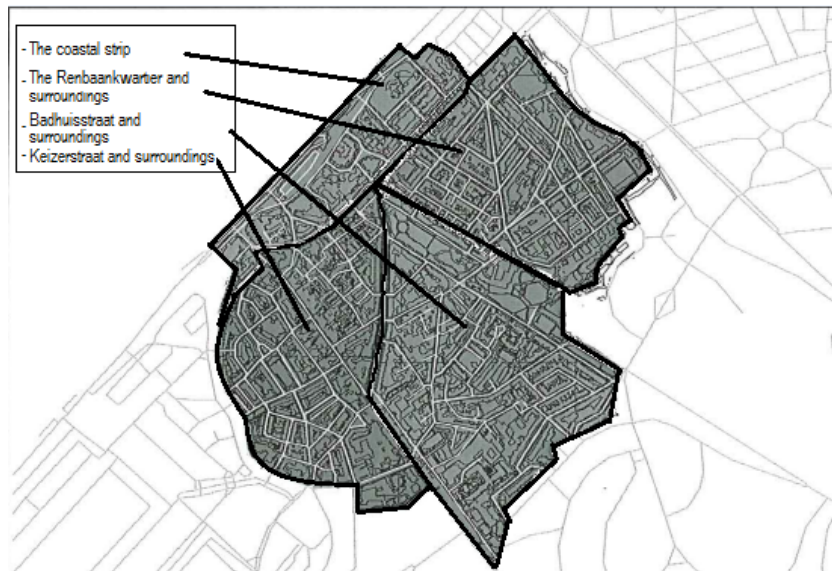 - The coastal strip
- The Renbaankwarter and
surroundings
- Badhuisstraat and
surroundings
- Keizerstraat and surroundings